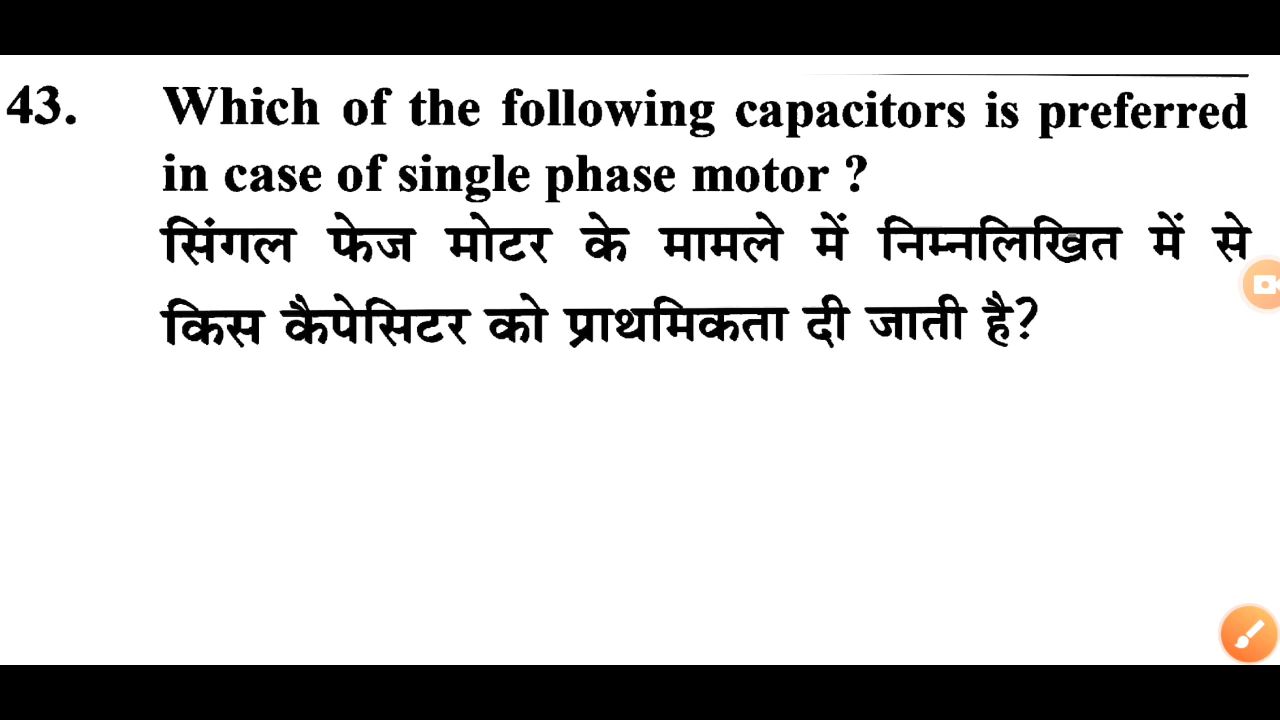 43. Which of the following capacitors is preferred
in case of single phase motor ?
सिंगल फेज मोटर के मामले में निम्नलिखित में से
किस कैपेसिटर को प्राथमिकता दी जाती है?